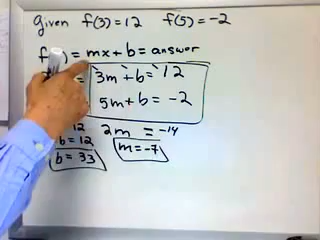 Given f(3)=12 f(5)=-2
f( ) = mx+b = answer
3m+b=12
5m+b=-2
12 2m = -14
b=12 m=-7
b=33